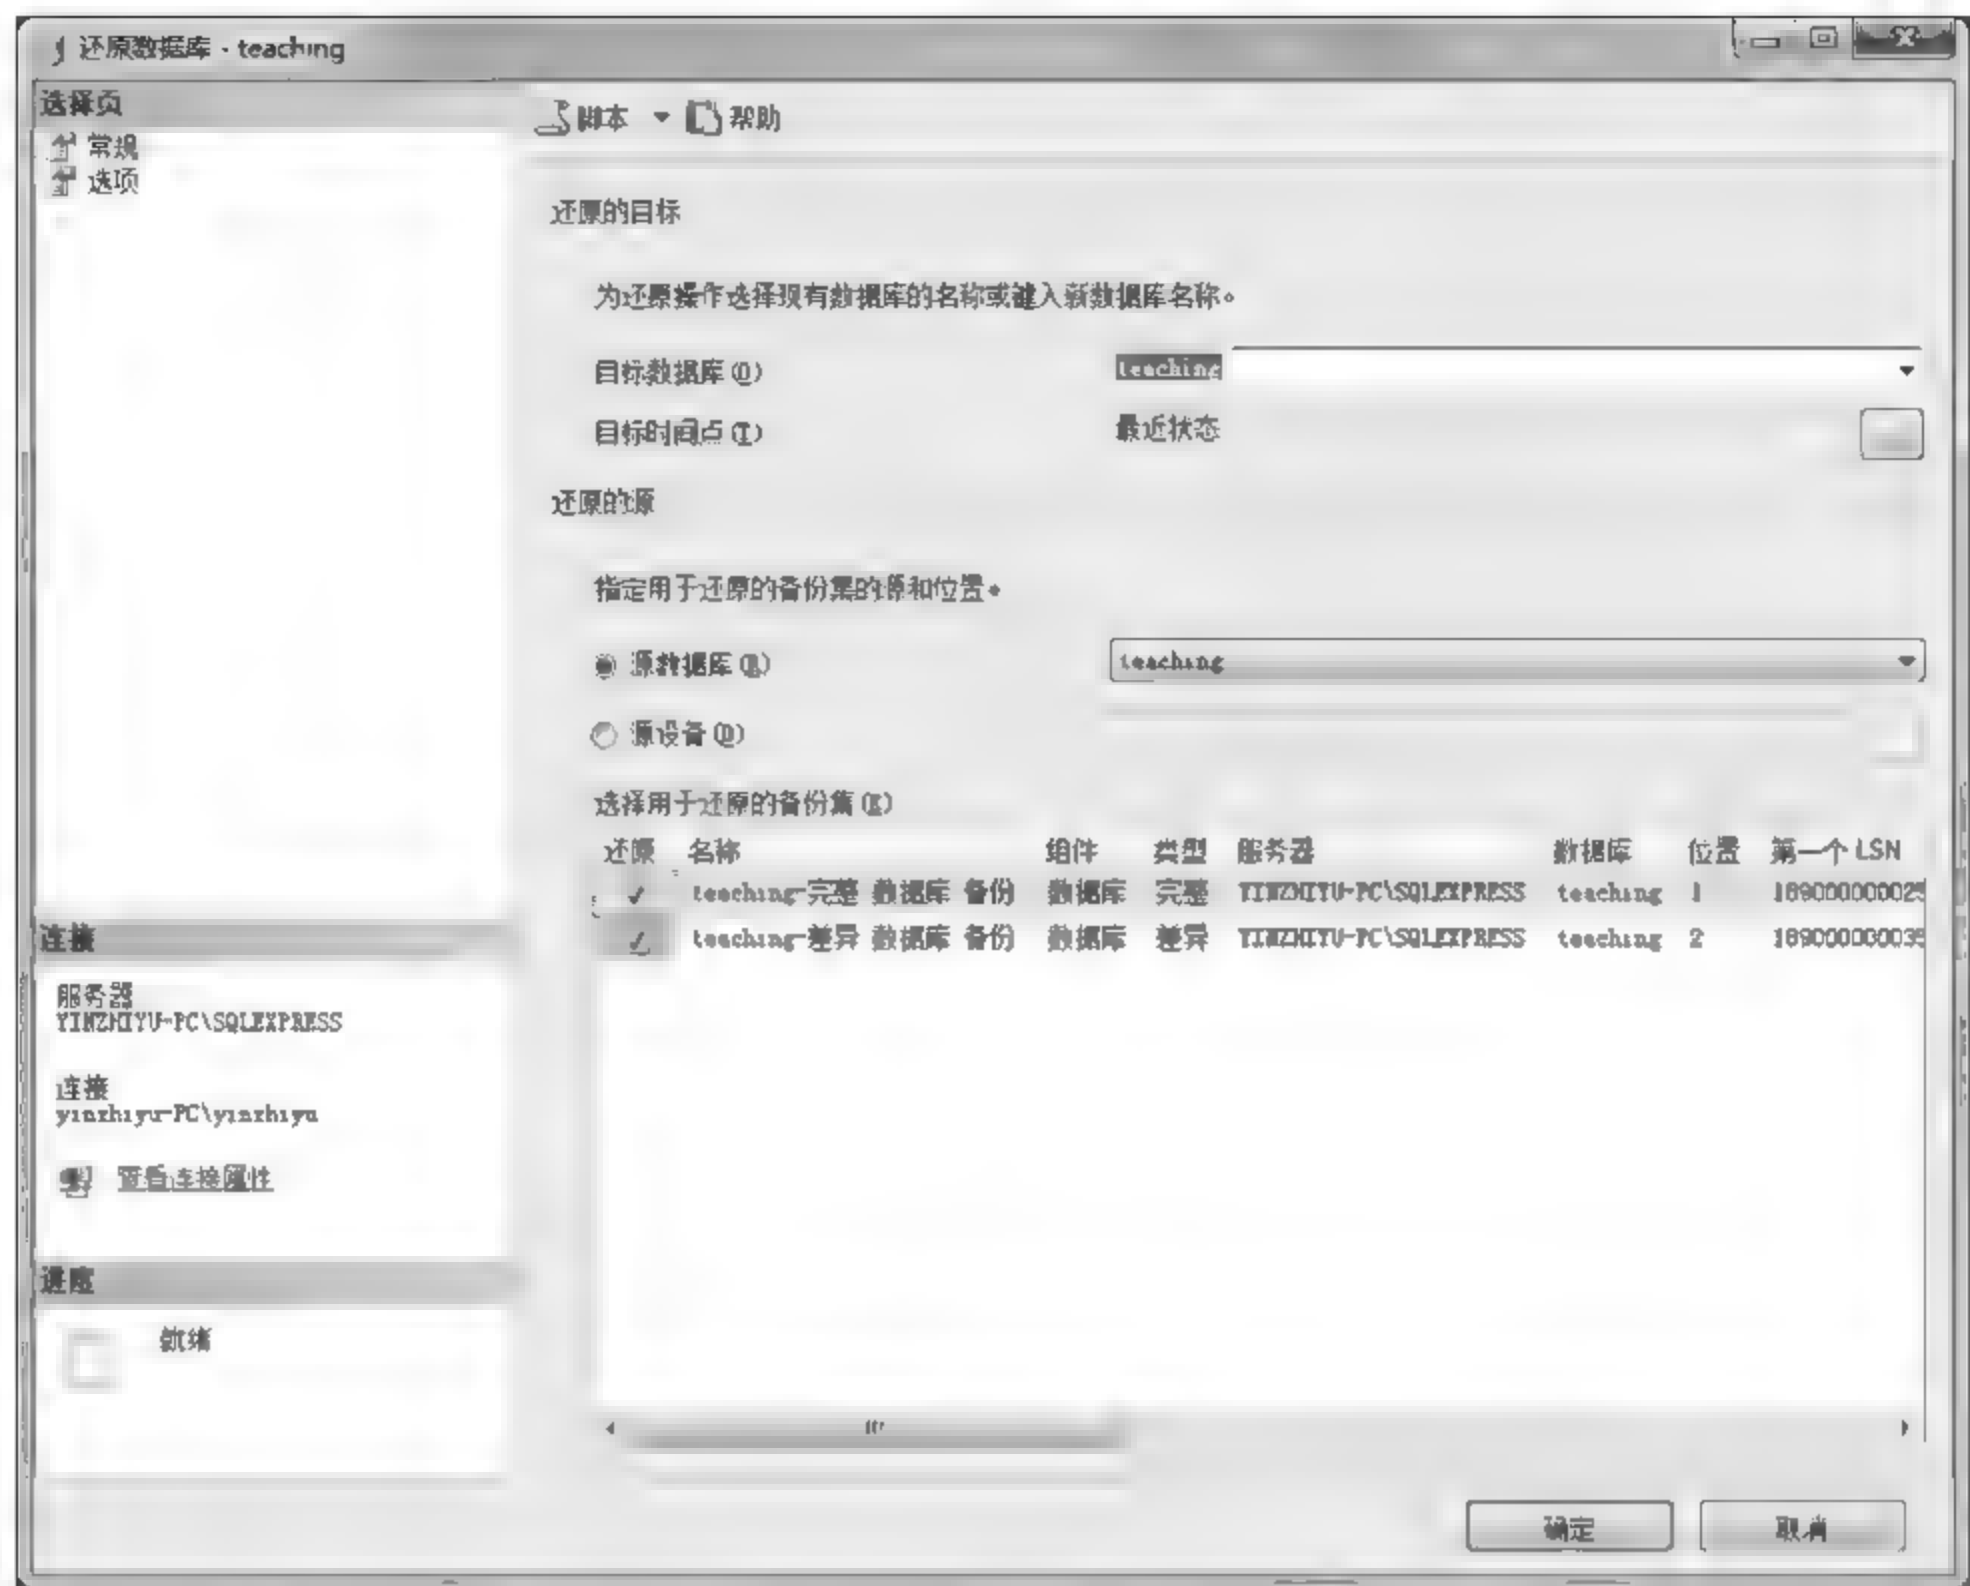 还原数据库 - teaching
选择页
常规
选项
脚本 帮助
还原的目标
为还原操作选择现有数据库的名称或键入新数据库名称。
目标数据库(O) teaching
目标时间点(T) 最近状态
还原的源
指定用于还原的备份集的源和位置。
源数据库(R) teaching
源设备(D)
选择用于还原的备份集(E)
还原 名称 组件 类型 服务器 数据库 位置 第一个 LSN
teaching-完整 数据库 备份 数据库 完整 YINZHIYU-PC\SQLEXPRESS teaching 1 189000000025
teaching-差异 数据库 备份 数据库 差异 YINZHIYU-PC\SQLEXPRESS teaching 2 189000000035
连接
服务器
YINZHIYU-PC\SQLEXPRESS
连接
yinzhiyu-PC\yinzhiyu
查看连接属性
进度
就绪
确定 取消